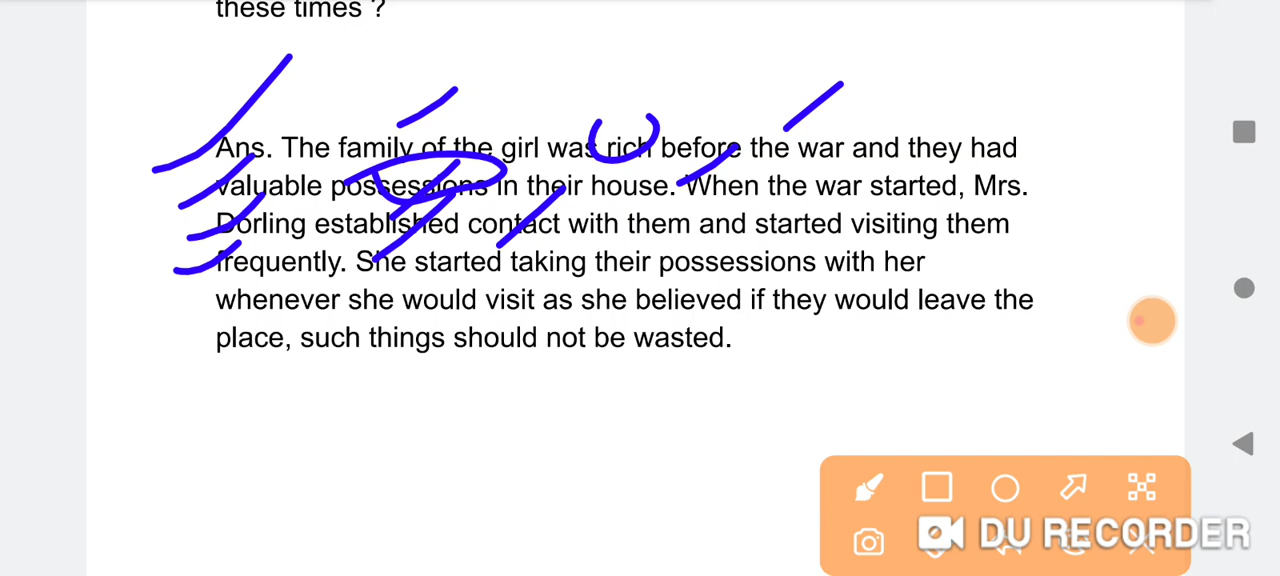 these times ?
Ans. The family of the girl was rich before the war and they had
valuable possessions in their house. When the war started, Mrs.
Dorling established contact with them and started visiting them
frequently. She started taking their possessions with her
whenever she would visit as she believed if they would leave the
place, such things should not be wasted.
DU RECORDER